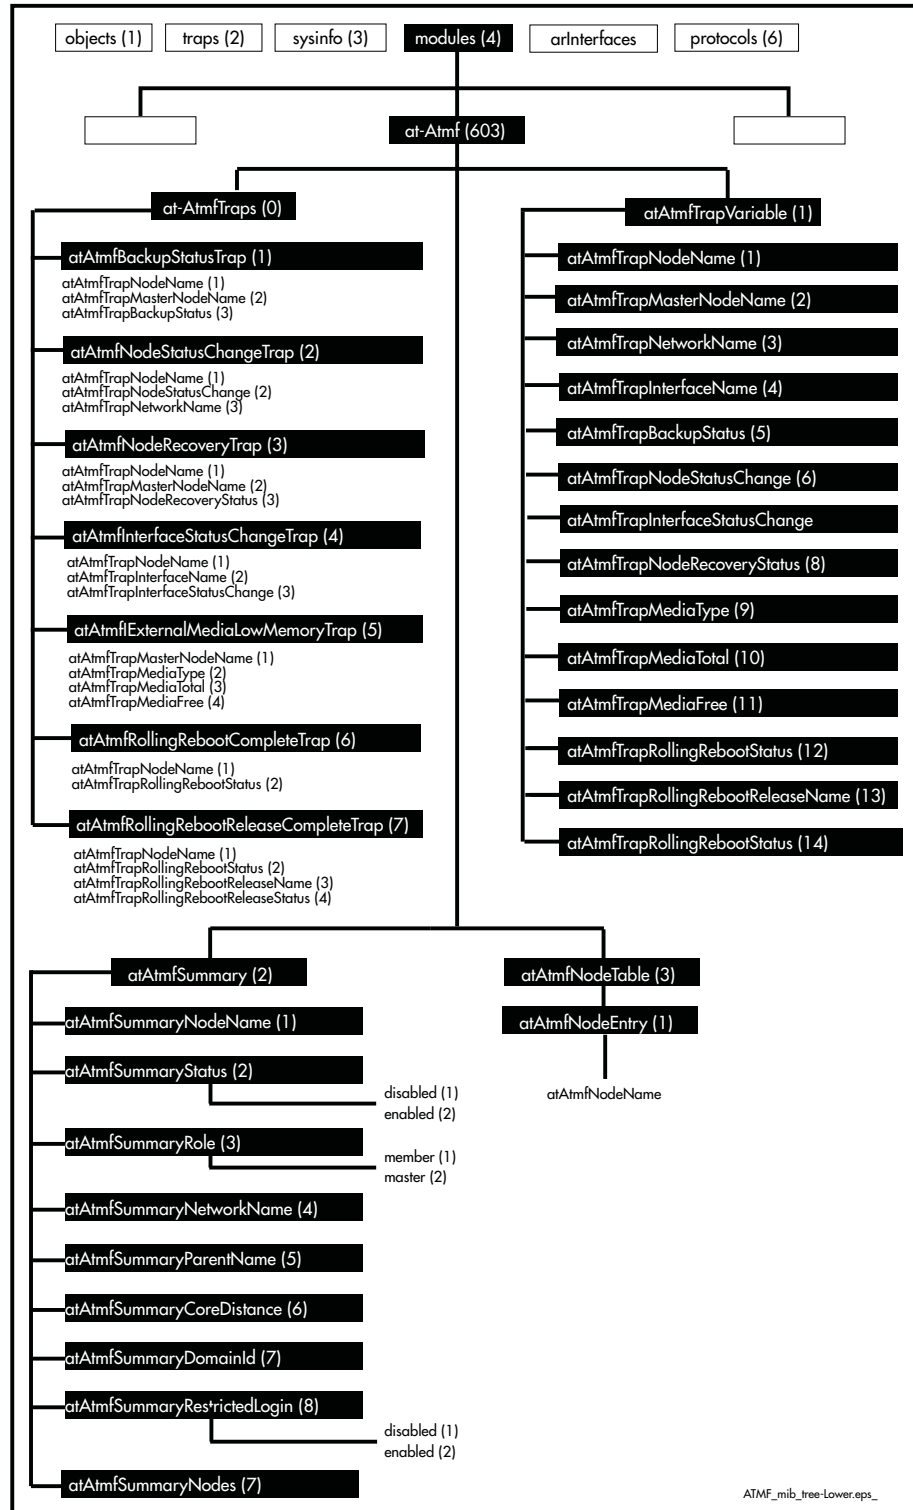 objects (1)
traps (2)
sysinfo (3)
modules (4)
arInterfaces
protocols (6)
at-Atmf (603)
at-AtmfTraps (0)
atAtmfBackupStatusTrap (1)
atAtmfTrapNodeName (1)
atAtmfTrapMasterNodeName (2)
atAtmfTrapBackupStatus (3)
atAtmfNodeStatusChangeTrap (2)
atAtmfTrapNodeName (1)
atAtmfTrapNodeStatusChange (2)
atAtmfTrapNetworkName (3)
atAtmfNodeRecoveryTrap (3)
atAtmfTrapNodeName (1)
atAtmfTrapMasterNodeName (2)
atAtmfTrapNodeRecoveryStatus (3)
atAtmfInterfaceStatusChangeTrap (4)
atAtmfTrapNodeName (1)
atAtmfTrapInterfaceName (2)
atAtmfTrapInterfaceStatusChange (3)
atAtmflExternalMediaLowMemoryTrap (5)
atAtmfTrapMasterNodeName (1)
atAtmfTrapMediaType (2)
atAtmfTrapMediaTotal (3)
atAtmfTrapMediaFree (4)
atAtmfRollingRebootCompleteTrap (6)
atAtmfTrapNodeName (1)
atAtmfTrapRollingRebootStatus (2)
atAtmfRollingRebootReleaseCompleteTrap (7)
atAtmfTrapNodeName (1)
atAtmfTrapRollingRebootStatus (2)
atAtmfTrapRollingRebootReleaseName (3)
atAtmfTrapRollingRebootReleaseStatus (4)
atAtmfTrapVariable (1)
atAtmfTrapNodeName (1)
atAtmfTrapMasterNodeName (2)
atAtmfTrapNetworkName (3)
atAtmfTrapInterfaceName (4)
atAtmfTrapBackupStatus (5)
atAtmfTrapNodeStatusChange (6)
atAtmfTrapInterfaceStatusChange
atAtmfTrapNodeRecoveryStatus (8)
atAtmfTrapMediaType (9)
atAtmfTrapMediaTotal (10)
atAtmfTrapMediaFree (11)
atAtmfTrapRollingRebootStatus (12)
atAtmfTrapRollingRebootReleaseName (13)
atAtmfTrapRollingRebootStatus (14)
atAtmfSummary (2)
atAtmfSummaryNodeName (1)
atAtmfSummaryStatus (2)
disabled (1)
enabled (2)
atAtmfSummaryRole (3)
member (1)
master (2)
atAtmfSummaryNetworkName (4)
atAtmfSummaryParentName (5)
atAtmfSummaryCoreDistance (6)
atAtmfSummaryDomainId (7)
atAtmfSummaryRestrictedLogin (8)
disabled (1)
enabled (2)
atAtmfSummaryNodes (7)
atAtmfNodeTable (3)
atAtmfNodeEntry (1)
atAtmfNodeName
ATMF_mib_tree-Lower.eps_